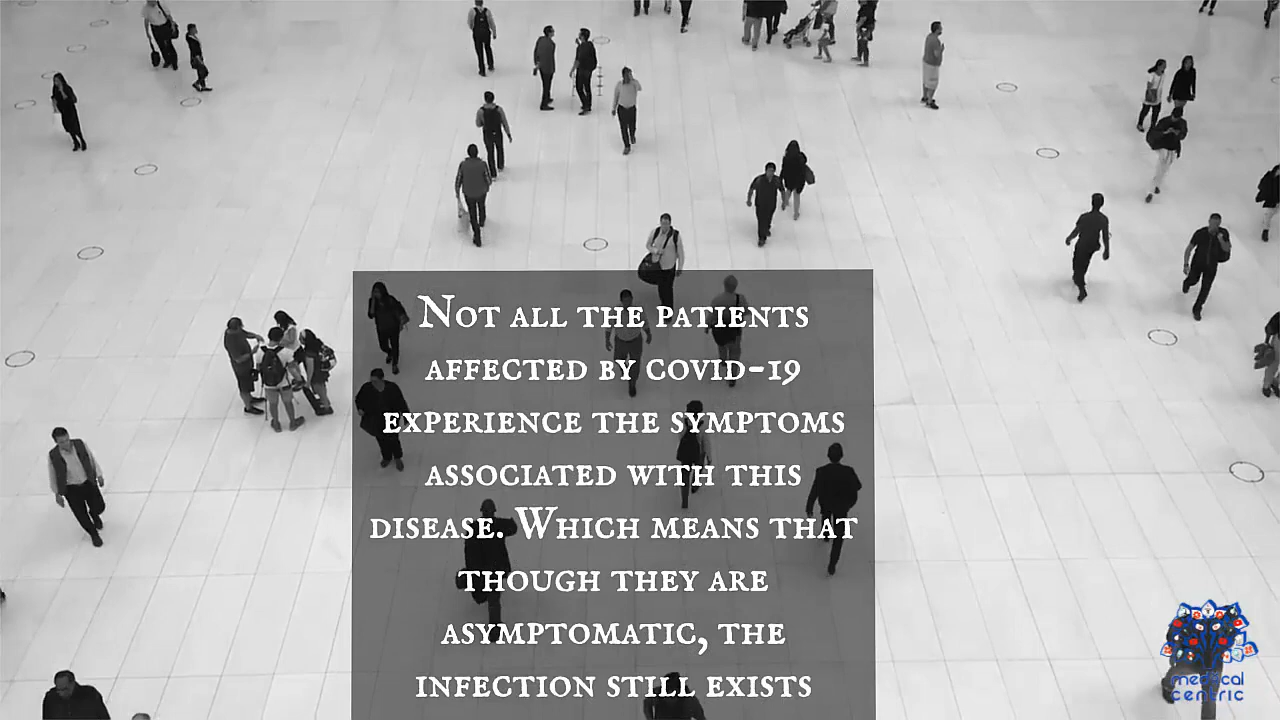 Not all the patients
affected by covid-19
experience the symptoms
associated with this
disease. Which means that
though they are
asymptomatic, the
infection still exists
medical
centric